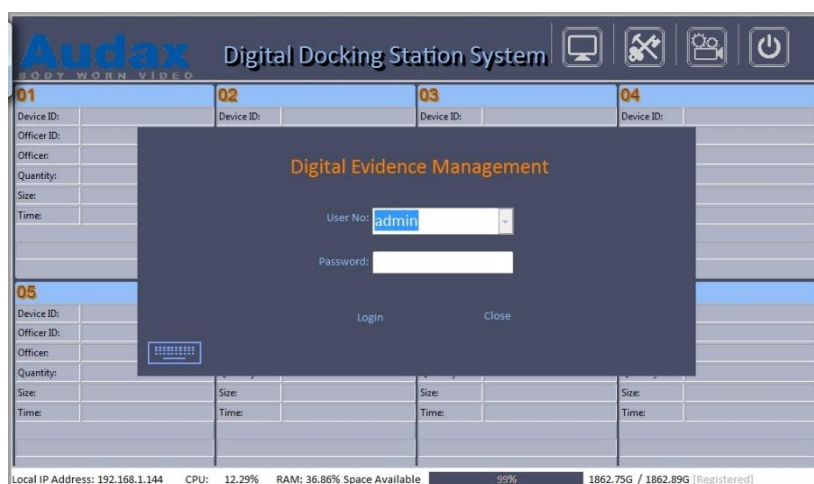 Audax
BODY WORN VIDEO
Digital Docking Station System
01 02 03 04
Device ID: Device ID: Device ID: Device ID:
Officer ID:
Officer:
Quantity:
Size:
Time:
Digital Evidence Management
User No: admin
Password:
Login Close
05
Device ID:
Officer ID:
Officer:
Quantity:
Size: Size: Size: Size:
Time: Time: Time: Time:
Local IP Address: 192.168.1.144 CPU: 12.29% RAM: 36.86% Space Available 99% 1862.75G / 1862.89G [Registered]